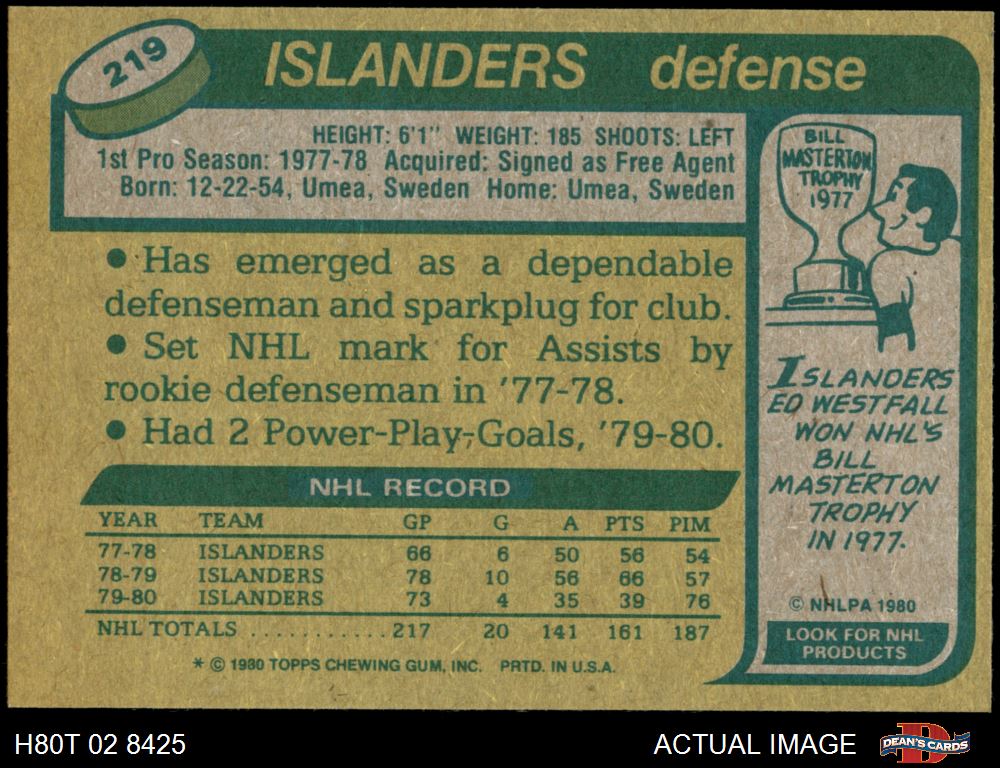 219 ISLANDERS defense
HEIGHT: 6'1" WEIGHT: 185 SHOOTS: LEFT
1st Pro Season: 1977-78 Acquired: Signed as Free Agent
Born: 12-22-54, Umea, Sweden Home: Umea, Sweden
• Has emerged as a dependable
defenseman and sparkplug for club.
• Set NHL mark for Assists by
rookie defenseman in '77-78.
• Had 2 Power-Play-Goals, '79-80.
NHL RECORD
YEAR TEAM GP G A PTS PIM
77-78 ISLANDERS 66 6 50 56 54
78-79 ISLANDERS 78 10 56 66 57
79-80 ISLANDERS 73 4 35 39 76
NHL TOTALS ............217 20 141 161 187
* © 1980 TOPPS CHEWING GUM, INC. PRTD. IN U.S.A.
BILL
MASTERTON
TROPHY
1977
ISLANDERS
ED WESTFALL
WON NHL'S
BILL
MASTERTON
TROPHY
IN 1977.
© NHLPA 1980
LOOK FOR NHL
PRODUCTS
H80T 02 8425
ACTUAL IMAGE
D
DEAN'S CARDS